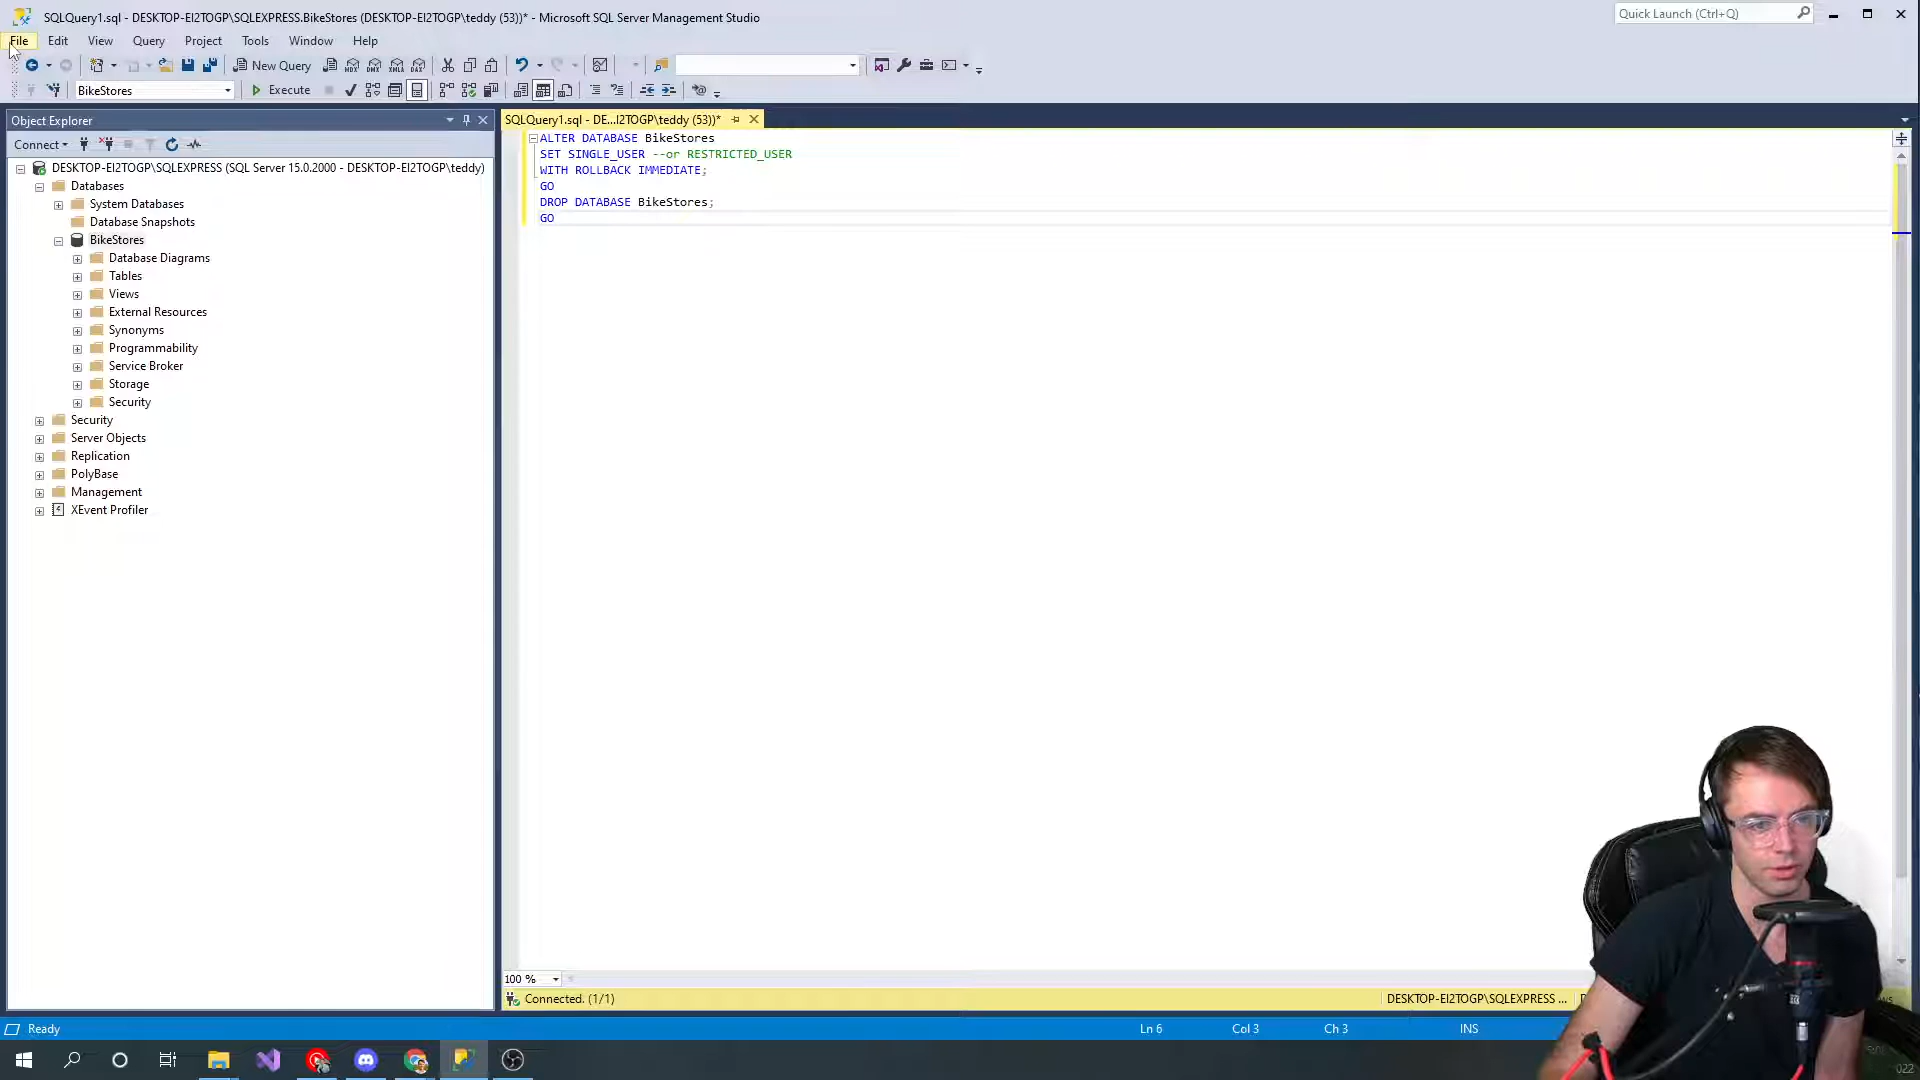 SQLQuery1.sql - DESKTOP-EI2TOGP\SQLEXPRESS.BikeStores (DESKTOP-EI2TOGP\teddy (53))* - Microsoft SQL Server Management Studio
Quick Launch (Ctrl+Q)
File Edit View Query Project Tools Window Help
New Query
BikeStores
Execute
Object Explorer
SQLQuery1.sql - DE...I2TOGP\teddy (53))*
Connect
DESKTOP-EI2TOGP\SQLEXPRESS (SQL Server 15.0.2000 - DESKTOP-EI2TOGP\teddy)
Databases
System Databases
Database Snapshots
BikeStores
Database Diagrams
Tables
Views
External Resources
Synonyms
Programmability
Service Broker
Storage
Security
Security
Server Objects
Replication
PolyBase
Management
XEvent Profiler
ALTER DATABASE BikeStores
SET SINGLE_USER --or RESTRICTED_USER
WITH ROLLBACK IMMEDIATE;
GO
DROP DATABASE BikeStores;
GO
100 %
Connected. (1/1)
DESKTOP-EI2TOGP\SQLEXPRESS ...
Ready
Ln 6
Col 3
Ch 3
INS